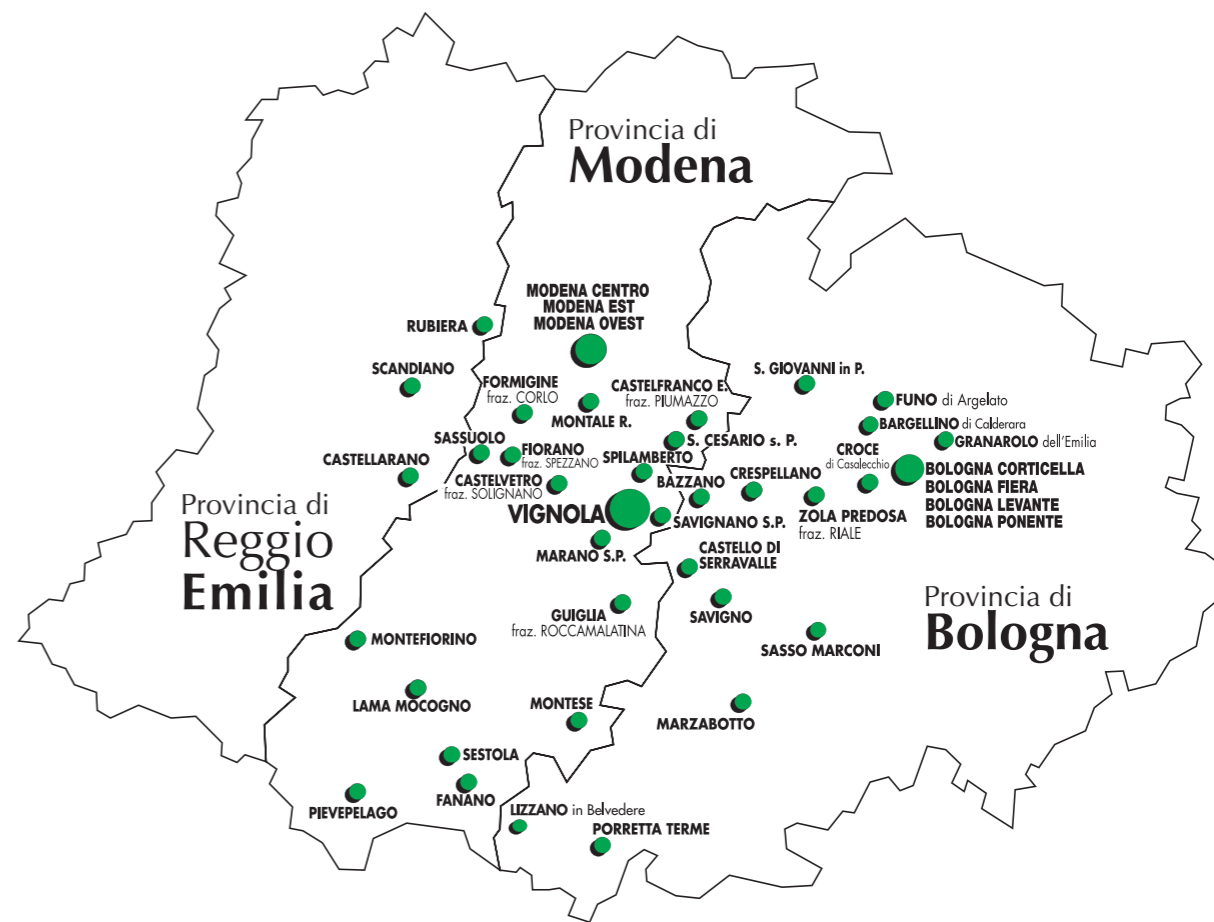 Provincia di
Modena
MODENA CENTRO
MODENA EST
MODENA OVEST
RUBIERA
SCANDIANO
FORMIGINE
fraz. CORLO
MONTALE R.
CASTELFRANCO E.
fraz. PIUMAZZO
S. GIOVANNI in P.
FUNO di Argelato
BARGELLINO di Calderara
GRANAROLO dell'Emilia
S. CESARIO s. P.
SASSUOLO
FIORANO
fraz. SPEZZANO
SPILAMBERTO
CROCE
di Casalecchio
BOLOGNA CORTICELLA
BOLOGNA FIERA
BOLOGNA LEVANTE
BOLOGNA PONENTE
CASTELLARANO
CASTELVETRO
fraz. SOLIGNANO
BAZZANO
CRESPELLANO
VIGNOLA
SAVIGNANO S.P.
ZOLA PREDOSA
fraz. RIALE
Provincia di
Reggio
Emilia
MARANO S.P.
CASTELLO DI
SERRAVALLE
GUIGLIA
fraz. ROCCAMALATINA
SAVIGNO
Provincia di
Bologna
MONTEFIORINO
SASSO MARCONI
LAMA MOCOGNO
MONTESE
MARZABOTTO
SESTOLA
FANANO
PIEVEPELAGO
LIZZANO in Belvedere
PORRETTA TERME